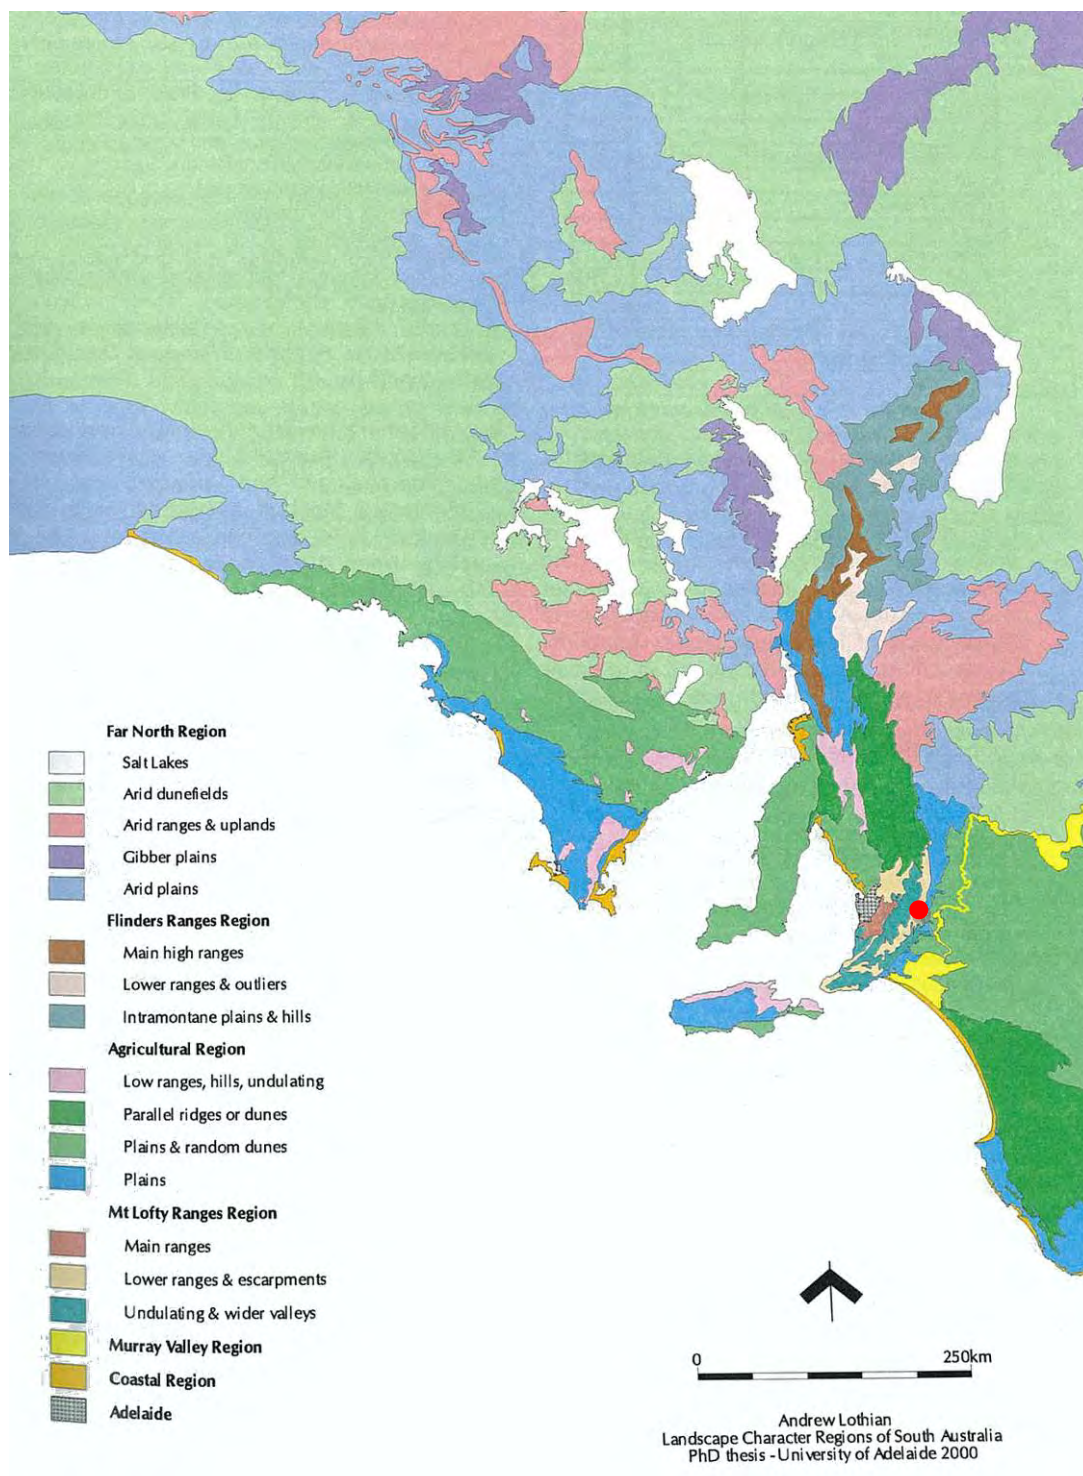 Far North Region
Salt Lakes
Arid dunefields
Arid ranges & uplands
Gibber plains
Arid plains
Flinders Ranges Region
Main high ranges
Lower ranges & outliers
Intramontane plains & hills
Agricultural Region
Low ranges, hills, undulating
Parallel ridges or dunes
Plains & random dunes
Plains
Mt Lofty Ranges Region
Main ranges
Lower ranges & escarpments
Undulating & wider valleys
Murray Valley Region
Coastal Region
Adelaide
0 250km
Andrew Lothian
Landscape Character Regions of South Australia
PhD thesis - University of Adelaide 2000